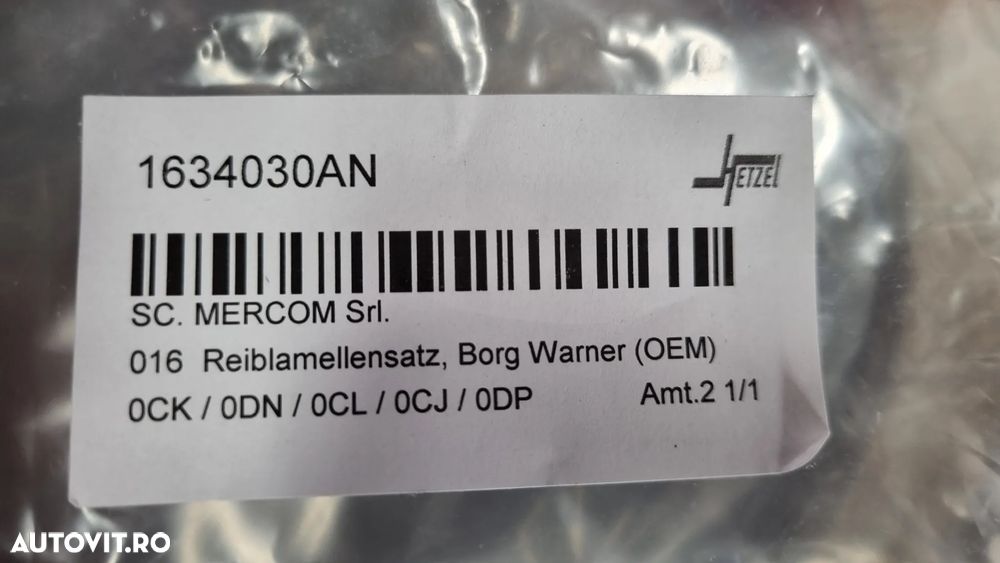 1634030AN
HETZEL
SC. MERCOM Srl.
016 Reiblamellensatz, Borg Warner (OEM)
0CK / 0DN / 0CL / 0CJ / 0DP Amt.2 1/1
AUTOVIT.RO